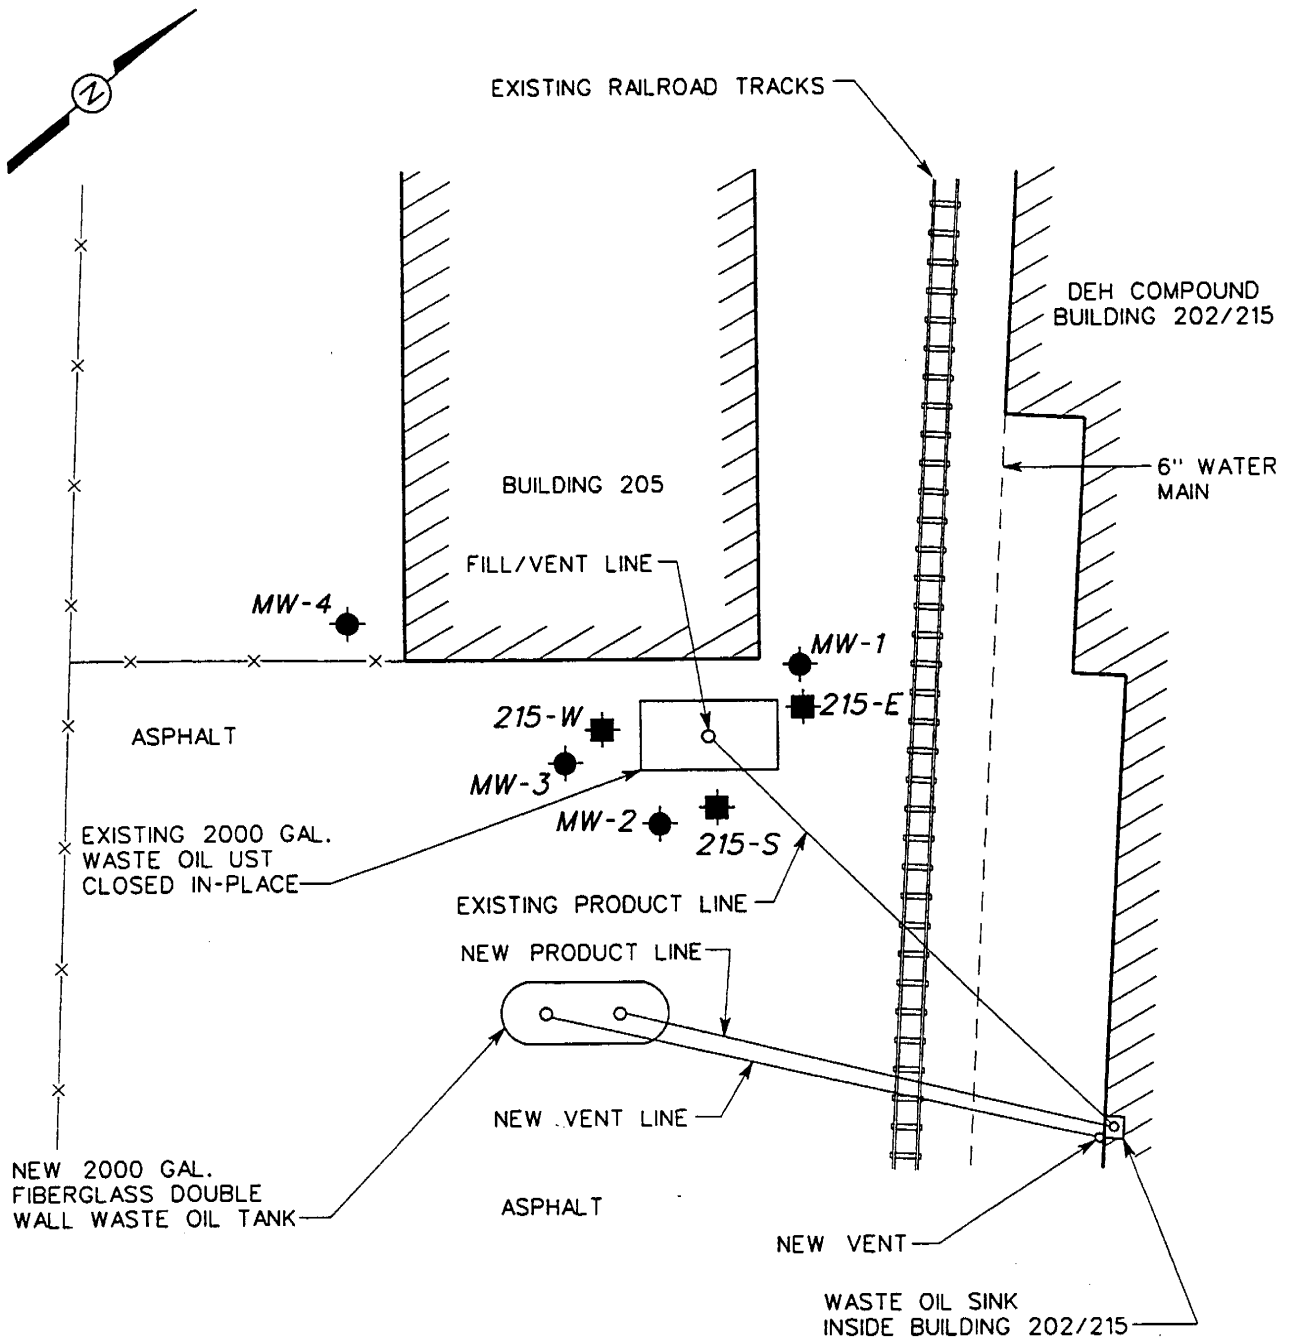 N
EXISTING RAILROAD TRACKS
DEH COMPOUND
BUILDING 202/215
6" WATER
MAIN
BUILDING 205
FILL/VENT LINE
MW-4
MW-1
215-E
215-W
ASPHALT
MW-3
MW-2
215-S
EXISTING 2000 GAL.
WASTE OIL UST
CLOSED IN-PLACE
EXISTING PRODUCT LINE
NEW PRODUCT LINE
NEW VENT LINE
NEW 2000 GAL.
FIBERGLASS DOUBLE
WALL WASTE OIL TANK
ASPHALT
NEW VENT
WASTE OIL SINK
INSIDE BUILDING 202/215